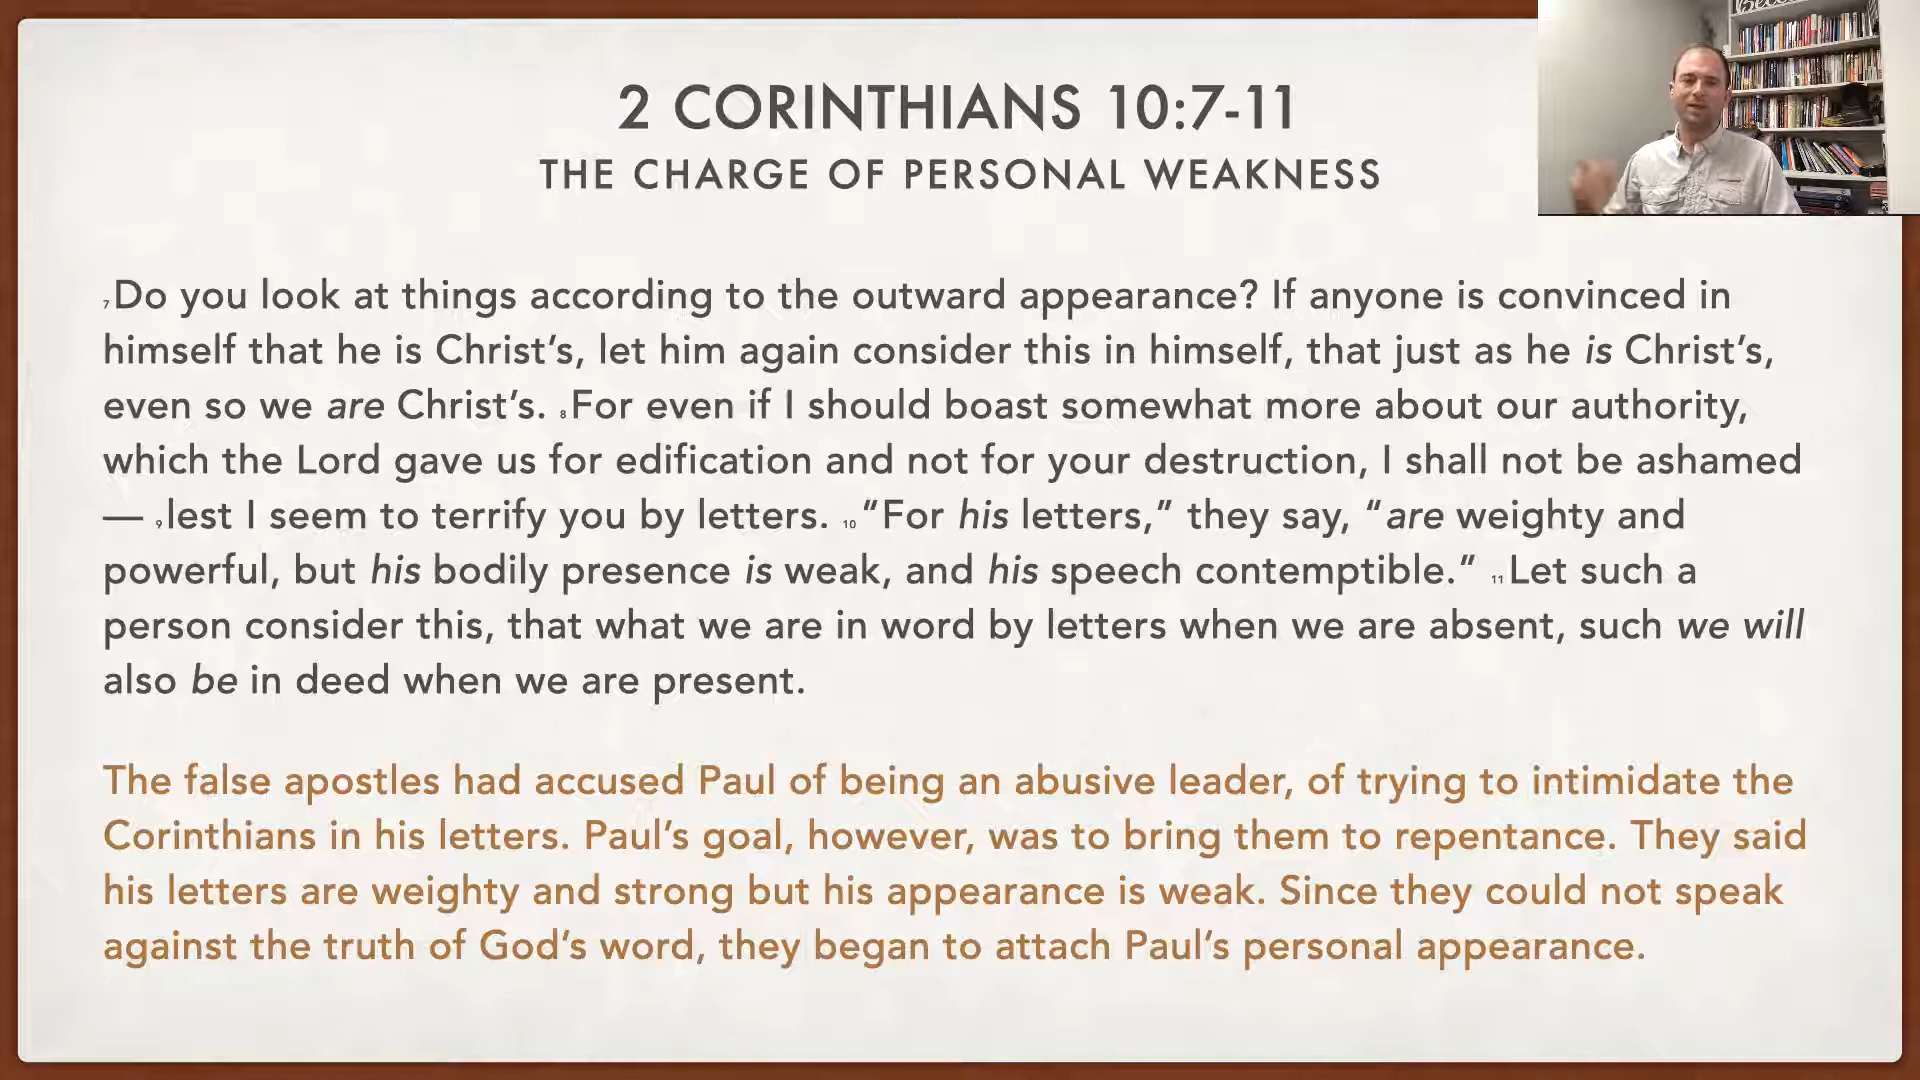 2 CORINTHIANS 10:7-11
THE CHARGE OF PERSONAL WEAKNESS
7 Do you look at things according to the outward appearance? If anyone is convinced in
himself that he is Christ’s, let him again consider this in himself, that just as he is Christ’s,
even so we are Christ’s. 8 For even if I should boast somewhat more about our authority,
which the Lord gave us for edification and not for your destruction, I shall not be ashamed
— 9 lest I seem to terrify you by letters. 10 “For his letters,” they say, “are weighty and
powerful, but his bodily presence is weak, and his speech contemptible.” 11 Let such a
person consider this, that what we are in word by letters when we are absent, such we will
also be in deed when we are present.
The false apostles had accused Paul of being an abusive leader, of trying to intimidate the
Corinthians in his letters. Paul’s goal, however, was to bring them to repentance. They said
his letters are weighty and strong but his appearance is weak. Since they could not speak
against the truth of God’s word, they began to attach Paul’s personal appearance.